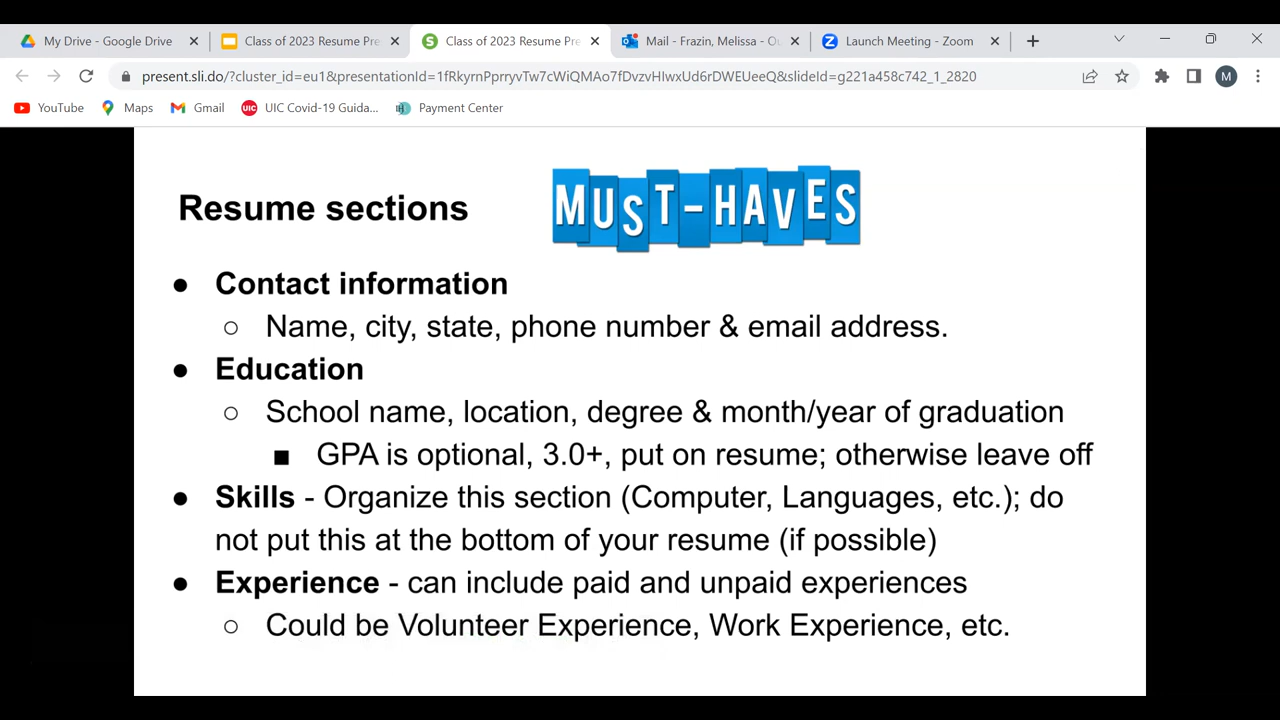 My Drive - Google Drive
Class of 2023 Resume Pre
Class of 2023 Resume Pre
Mail - Frazin, Melissa - Ou
Launch Meeting - Zoom
present.sli.do/?cluster_id=eu1&presentationId=1fRkyrnPprryvTw7cWiQMAo7fDvzvHIwxUd6rDWEUeeQ&slideId=g221a458c742_1_2820
M
YouTube
Maps
Gmail
UIC UIC Covid-19 Guida...
Payment Center
Resume sections
MUST-HAVES
● Contact information
○ Name, city, state, phone number & email address.
● Education
○ School name, location, degree & month/year of graduation
■ GPA is optional, 3.0+, put on resume; otherwise leave off
● Skills - Organize this section (Computer, Languages, etc.); do
not put this at the bottom of your resume (if possible)
● Experience - can include paid and unpaid experiences
○ Could be Volunteer Experience, Work Experience, etc.